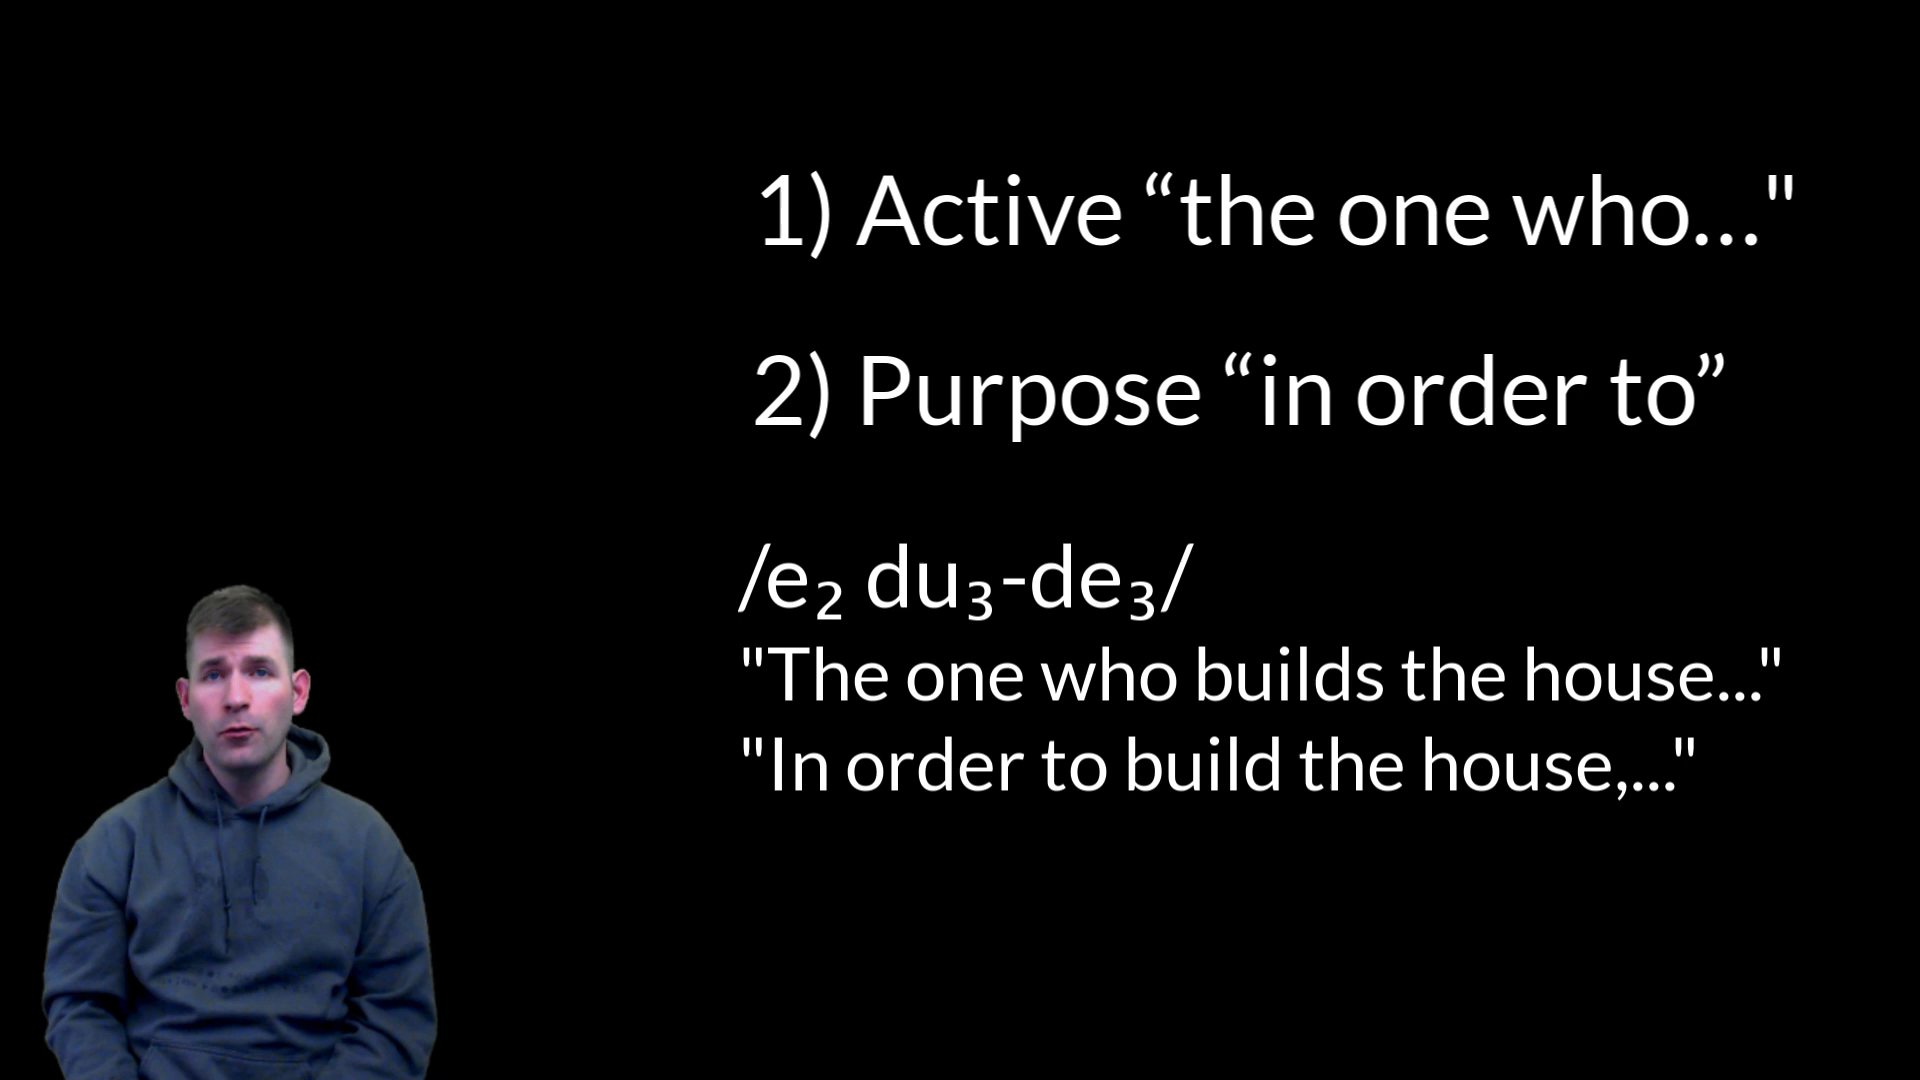 1) Active “the one who..."
2) Purpose “in order to”
/e₂ du₃-de₃/
"The one who builds the house..."
"In order to build the house,..."